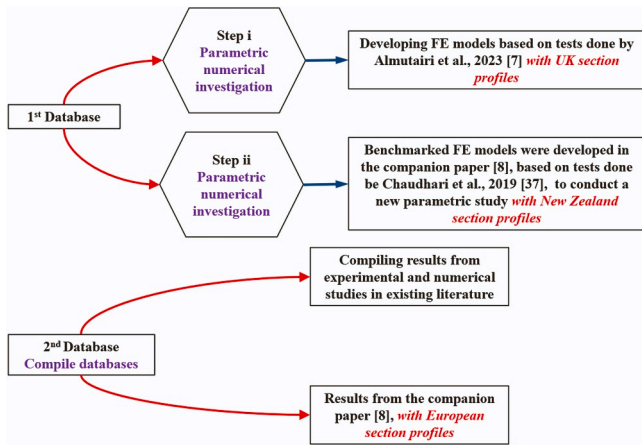 Step i
Parametric
numerical
investigation
Developing FE models based on tests done by
Almutairi et al., 2023 [7] with UK section
profiles
1st Database
Step ii
Parametric
numerical
investigation
Benchmarked FE models were developed in
the companion paper [8], based on tests done
be Chaudhari et al., 2019 [37], to conduct a
new parametric study with New Zealand
section profiles
Compiling results from
experimental and numerical
studies in existing literature
2nd Database
Compile databases
Results from the companion
paper [8], with European
section profiles